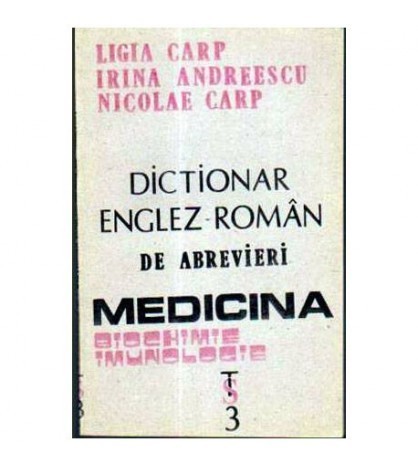 LIGIA CARP
IRINA ANDREESCU
NICOLAE CARP
DICTIONAR
ENGLEZ-ROMÂN
DE ABREVIERI
MEDICINA
BIOCHIMIE
IMUNOLOGIE
T
S
3